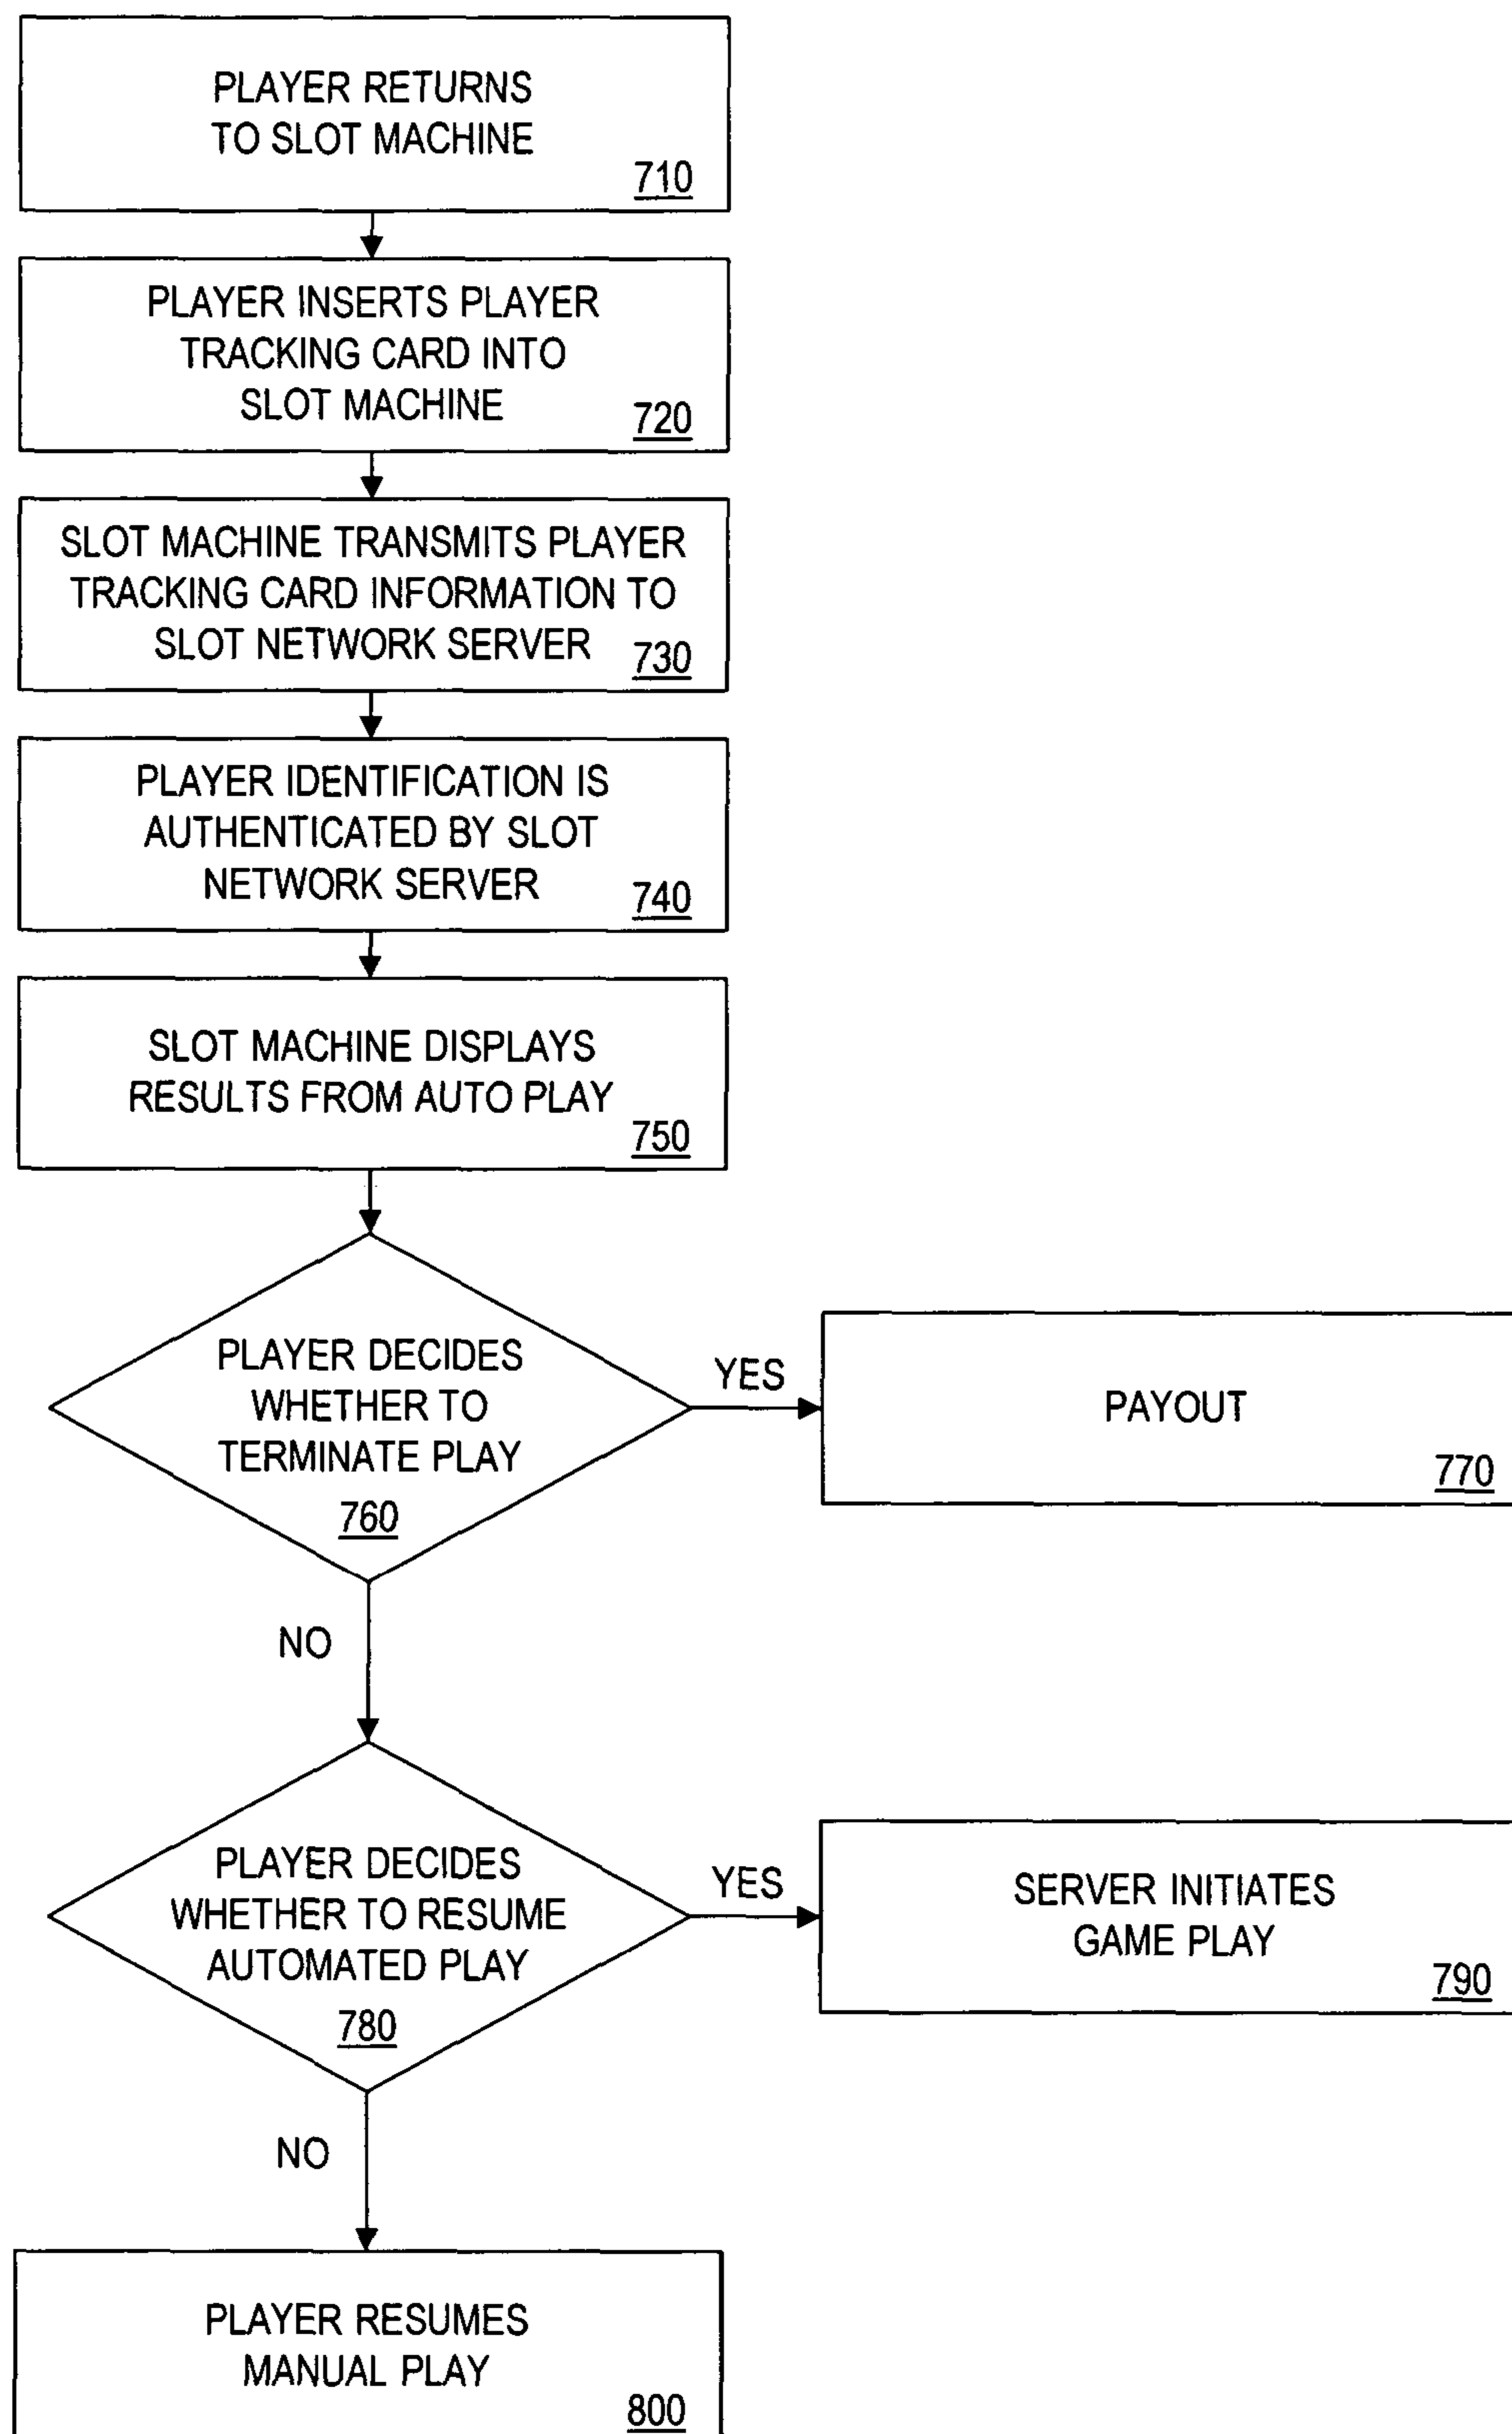 PLAYER RETURNS
TO SLOT MACHINE
710
PLAYER INSERTS PLAYER
TRACKING CARD INTO
SLOT MACHINE
720
SLOT MACHINE TRANSMITS PLAYER
TRACKING CARD INFORMATION TO
SLOT NETWORK SERVER
730
PLAYER IDENTIFICATION IS
AUTHENTICATED BY SLOT
NETWORK SERVER
740
SLOT MACHINE DISPLAYS
RESULTS FROM AUTO PLAY
750
PLAYER DECIDES
WHETHER TO
TERMINATE PLAY
760
YES
PAYOUT
770
NO
PLAYER DECIDES
WHETHER TO RESUME
AUTOMATED PLAY
780
YES
SERVER INITIATES
GAME PLAY
790
NO
PLAYER RESUMES
MANUAL PLAY
800